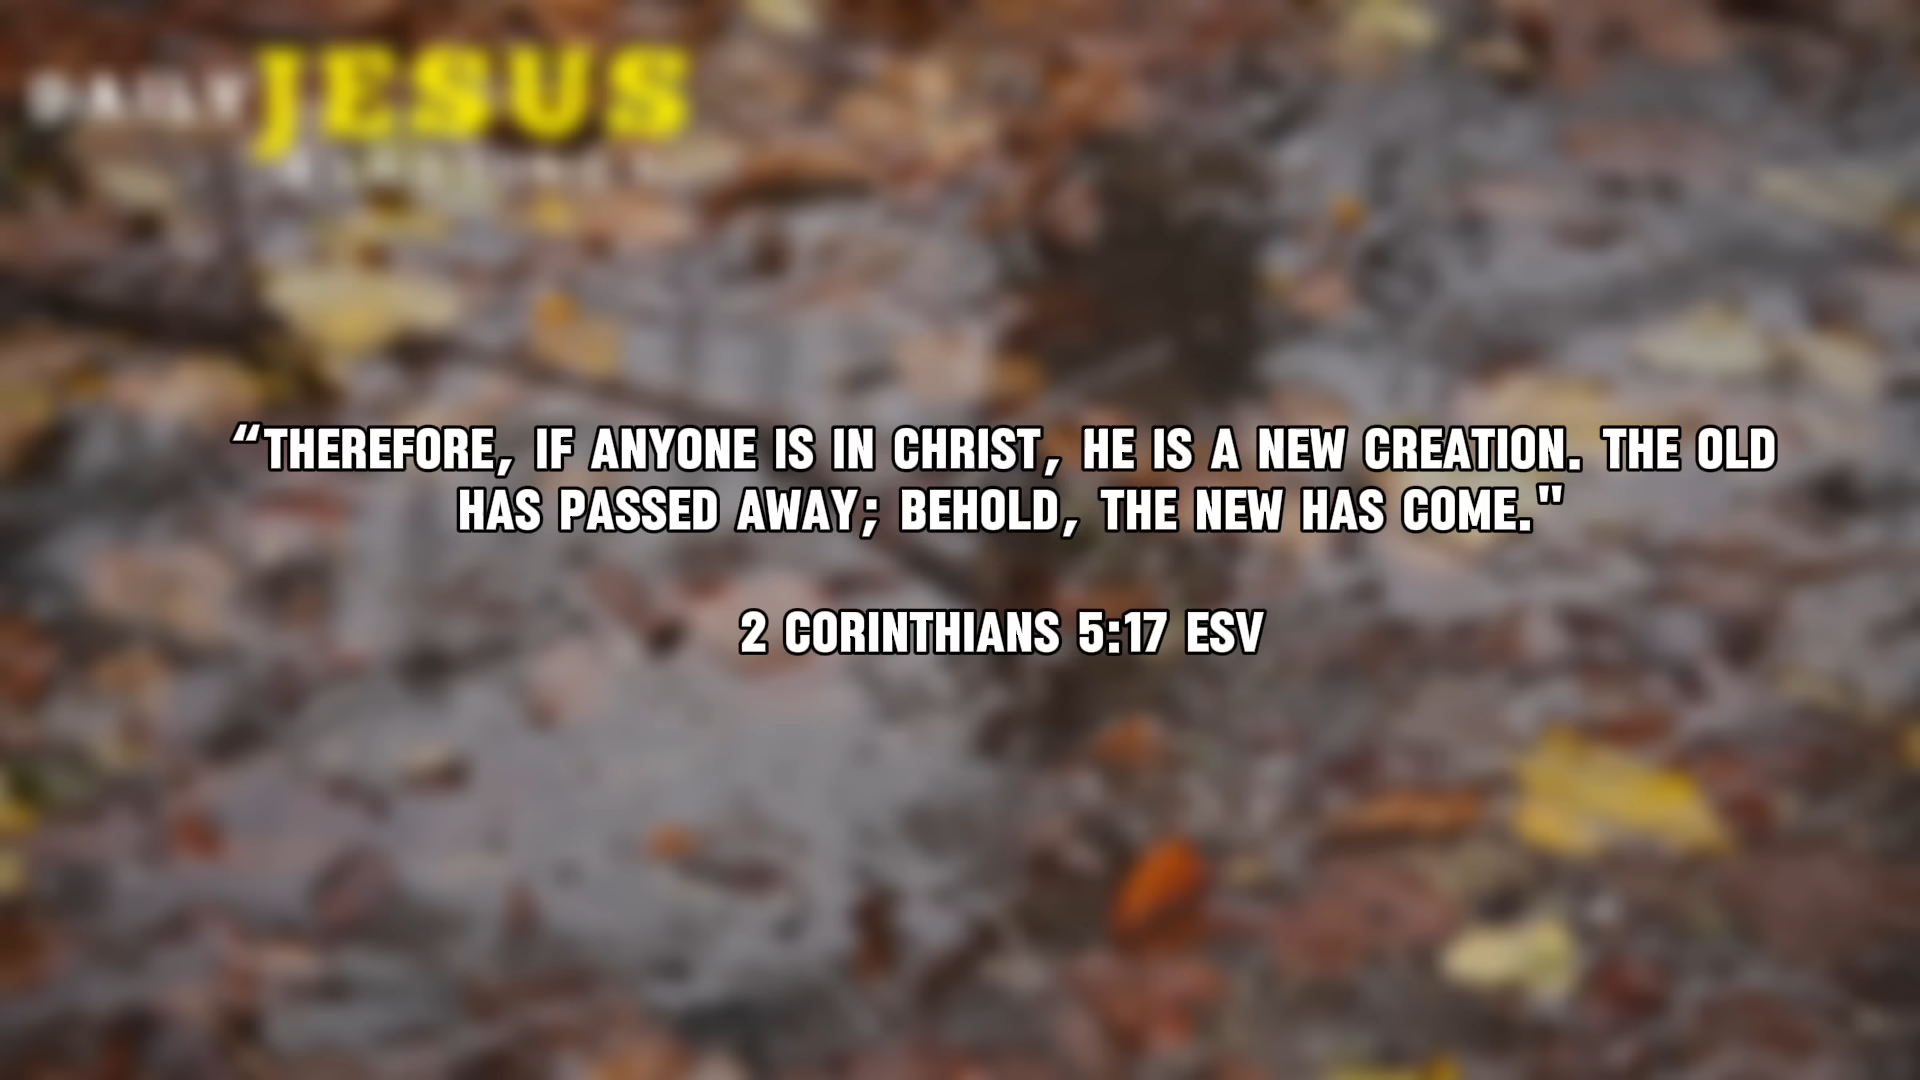 DAILY JESUS
“THEREFORE, IF ANYONE IS IN CHRIST, HE IS A NEW CREATION. THE OLD
HAS PASSED AWAY; BEHOLD, THE NEW HAS COME."
2 CORINTHIANS 5:17 ESV